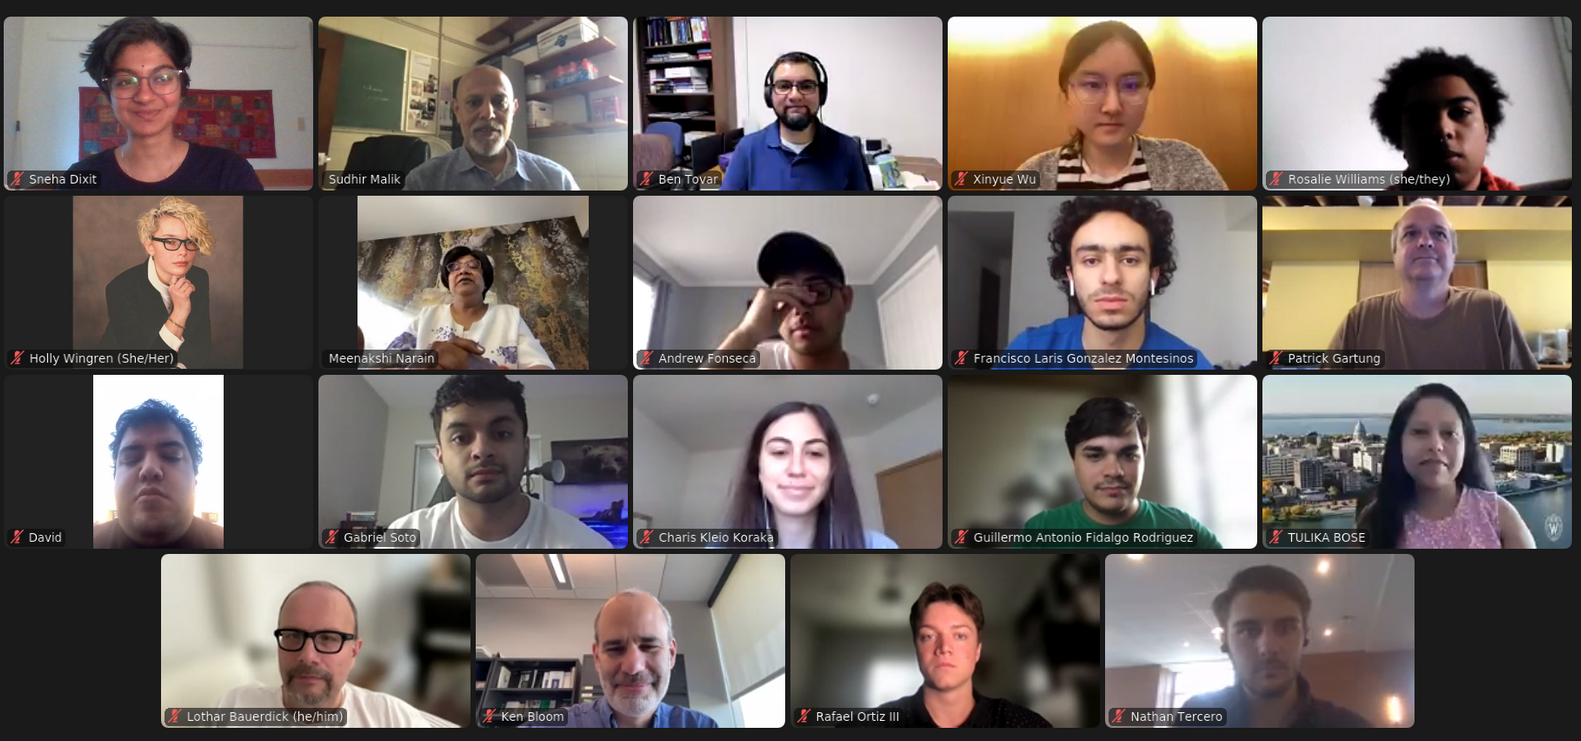 Sneha Dixit
Sudhir Malik
Ben Tovar
Xinyue Wu
Rosalie Williams (she/they)
Holly Wingren (She/Her)
Meenakshi Narain
Andrew Fonseca
Francisco Laris Gonzalez Montesinos
Patrick Gartung
David
Gabriel Soto
Charis Kleio Koraka
Guillermo Antonio Fidalgo Rodriguez
TULIKA BOSE
W
Lothar Bauerdick (he/him)
Ken Bloom
Rafael Ortiz III
Nathan Tercero